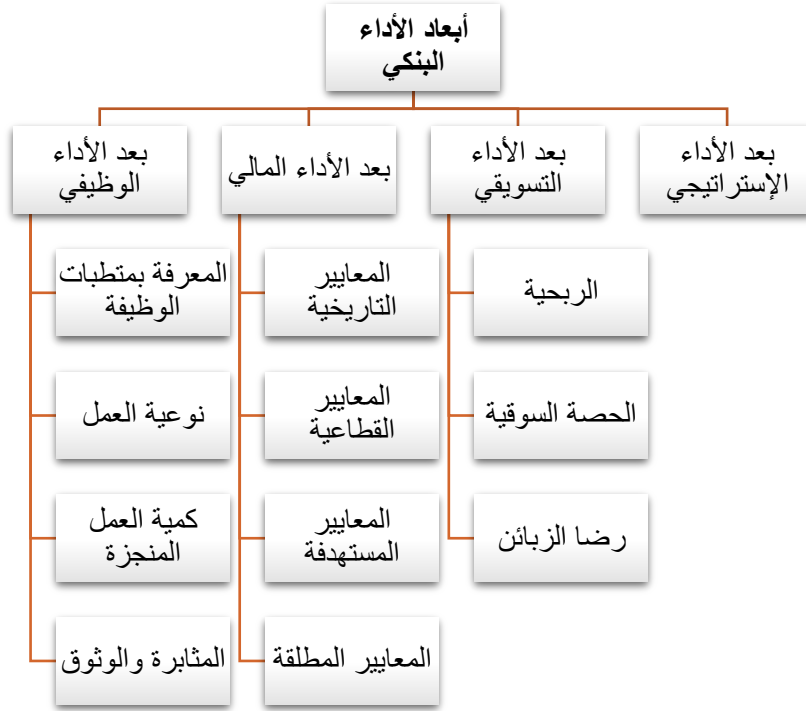 أبعاد الأداء
البنكي
بعد الأداء
الإستراتيجي
بعد الأداء
التسويقي
الربحية
الحصة السوقية
رضا الزبائن
بعد الأداء المالي
المعايير
التاريخية
المعايير
القطاعية
المعايير
المستهدفة
المعايير المطلقة
بعد الأداء
الوظيفي
المعرفة بمتطبات
الوظيفة
نوعية العمل
كمية العمل
المنجزة
المثابرة والوثوق